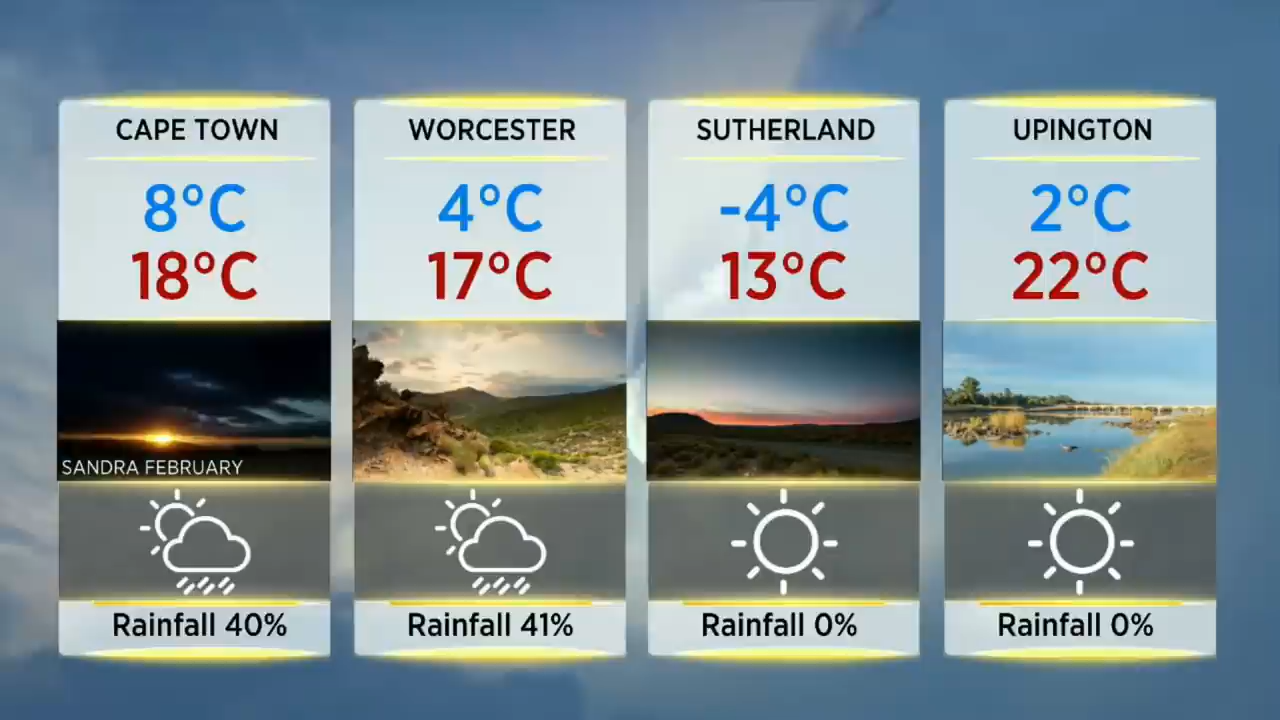 CAPE TOWN
8°C
18°C
SANDRA FEBRUARY
Rainfall 40%
WORCESTER
4°C
17°C
Rainfall 41%
SUTHERLAND
-4°C
13°C
Rainfall 0%
UPINGTON
2°C
22°C
Rainfall 0%